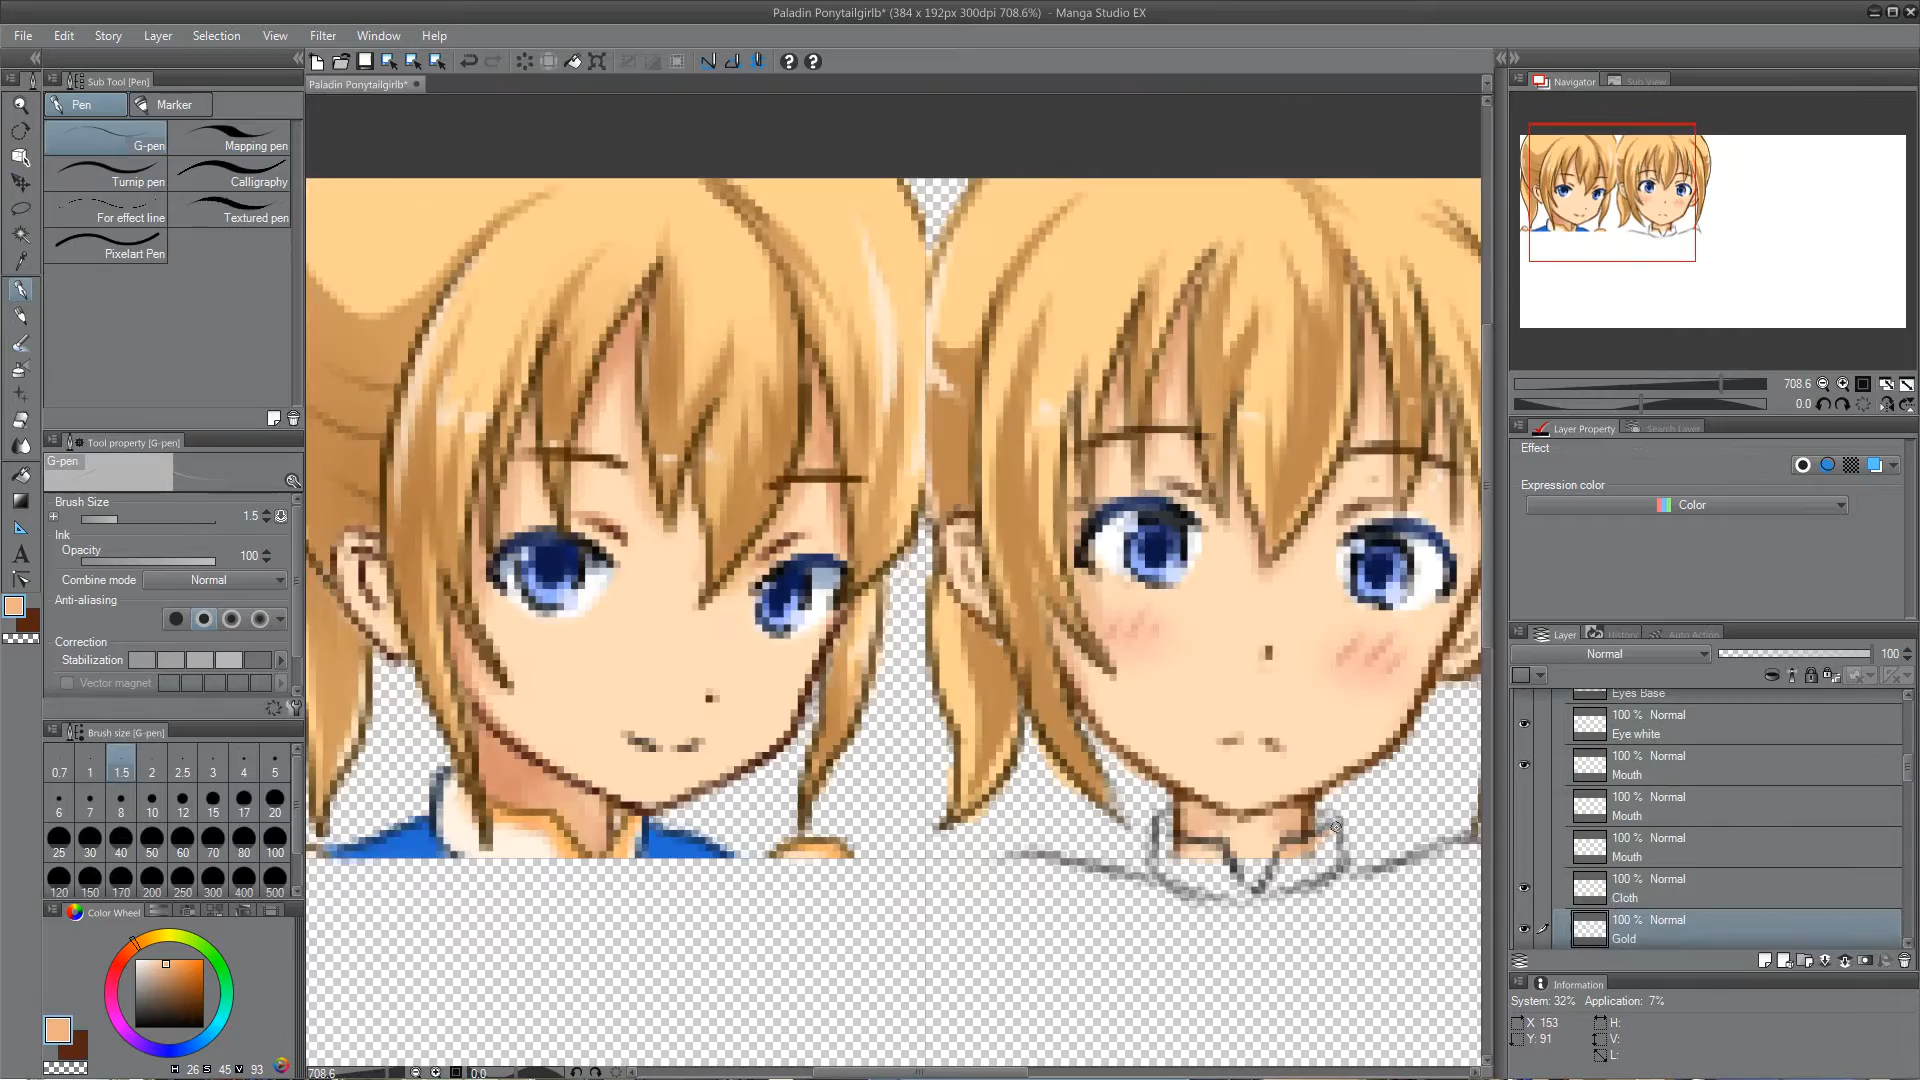 Paladin Ponytailgirlb* (384 x 192px 300dpi 708.6%) - Manga Studio EX
File Edit Story Layer Selection View Filter Window Help
Sub Tool [Pen]
Pen Marker
G-pen Mapping pen
Turnip pen Calligraphy
For effect line Textured pen
Pixelart Pen
Tool property [G-pen]
G-pen
Brush Size
1.5
Ink
Opacity 100
Combine mode Normal
Anti-aliasing
Correction
Stabilization
Vector magnet
Brush size [G-pen]
0.7 1 1.5 2 2.5 3 4 5
6 7 8 10 12 15 17 20
25 30 40 50 60 70 80 100
120 150 170 200 250 300 400 500
Color Wheel
H 26 S 45 V 93
Paladin Ponytailgirlb*
708.6 0.0
Navigator Sub View
708.6
0.0
Layer Property Search Layer
Effect
Expression color
Color
Layer History Auto Action
Normal 100
Eyes Base
100 % Normal
Eye white
100 % Normal
Mouth
100 % Normal
Mouth
100 % Normal
Mouth
100 % Normal
Cloth
100 % Normal
Gold
Information
System: 32% Application: 7%
X 153 H:
Y: 91 V:
L: